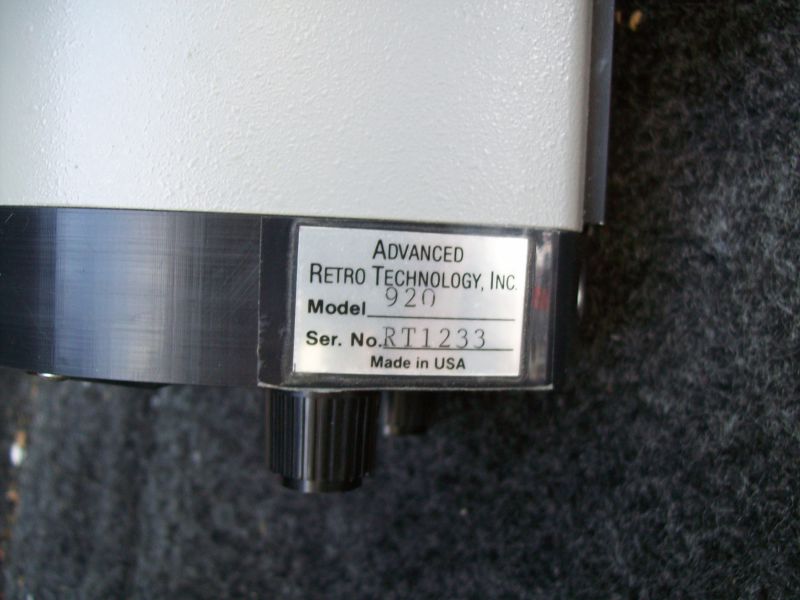 ADVANCED
RETRO TECHNOLOGY, INC.
Model 920
Ser. No. RT1233
Made in USA